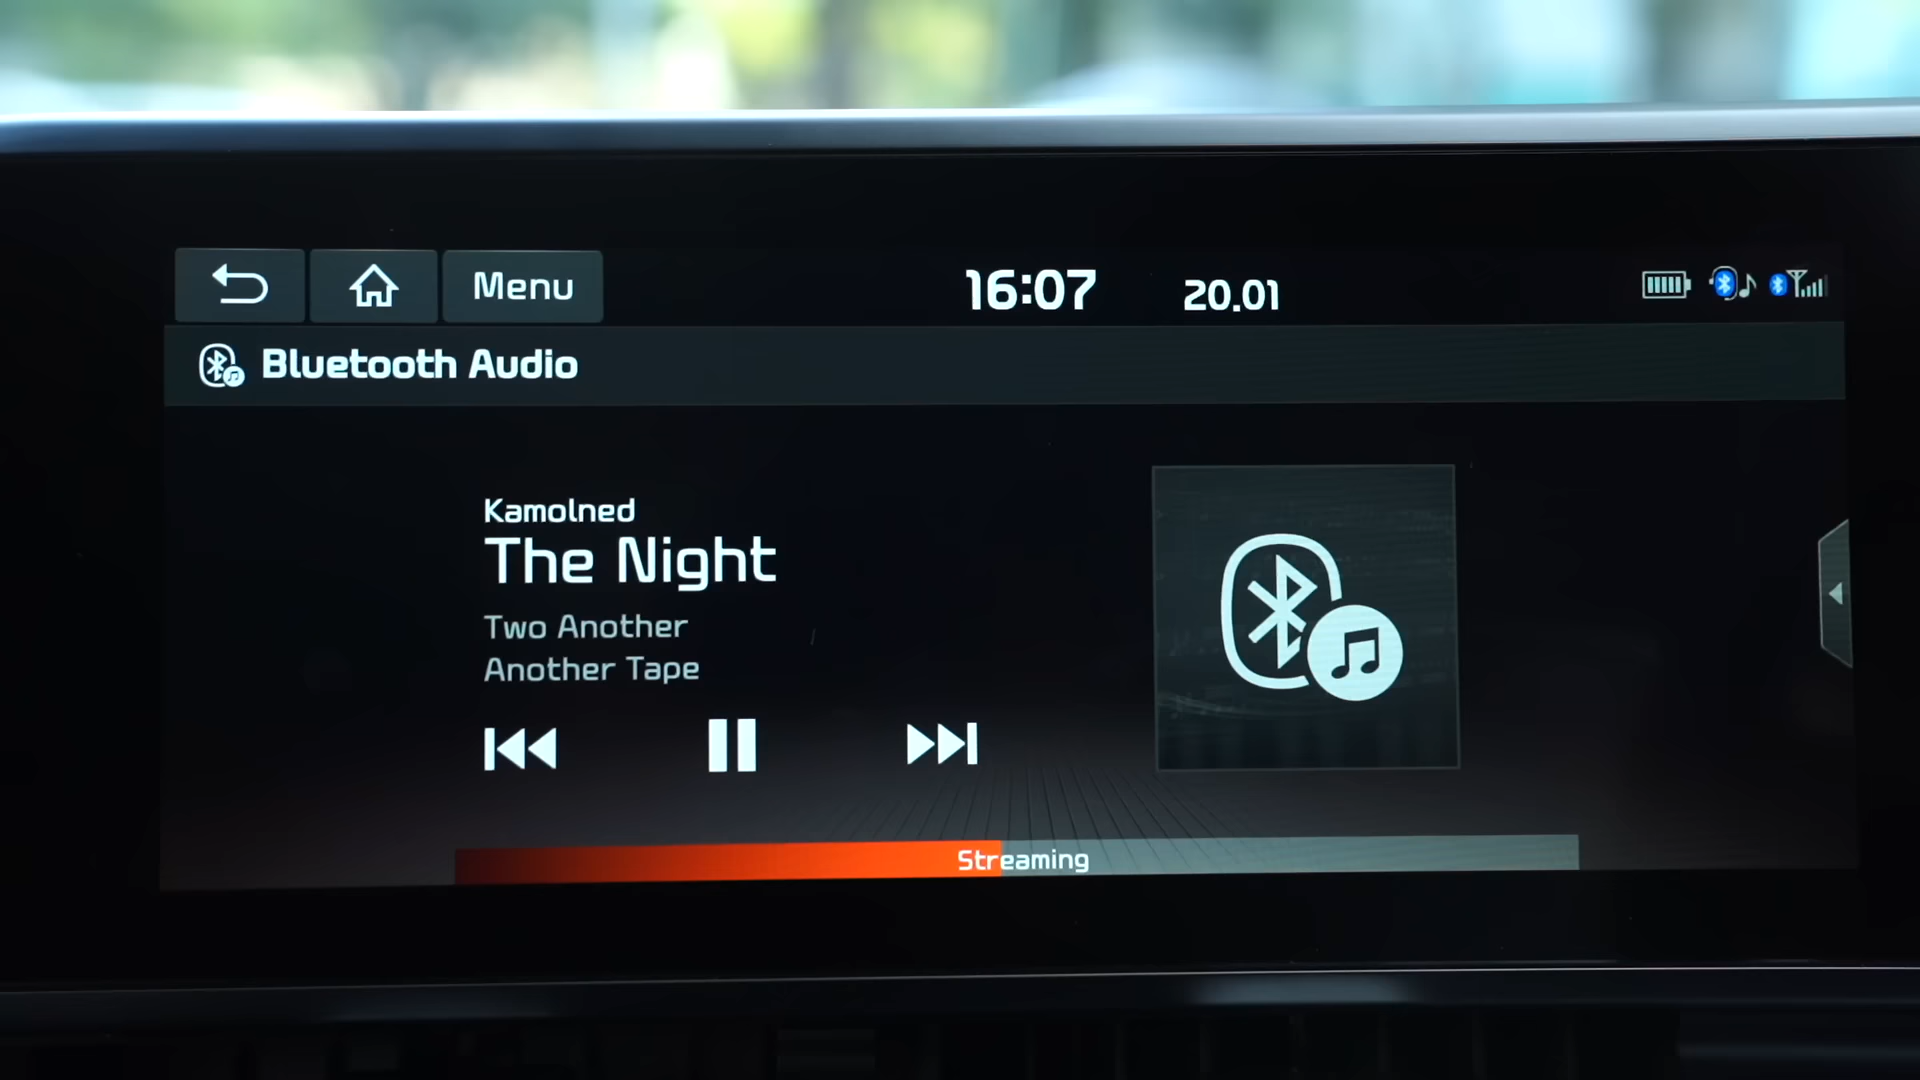 Menu
16:07
20.01
Bluetooth Audio
Kamolned
The Night
Two Another
Another Tape
Streaming